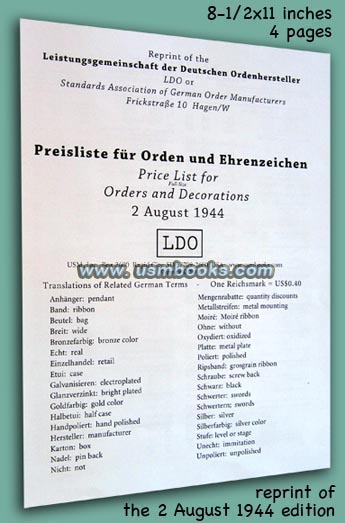 8-1/2x11 inches
4 pages
Reprint of the
Leistungsgemeinschaft der Deutschen Ordenhersteller
LDO or
Standards Association of German Order Manufacturers
Frickstraße 10 Hagen/W
Preisliste für Orden und Ehrenzeichen
Price List for
Full-Size
Orders and Decorations
2 August 1944
LDO
www.usmbooks.com
Translations of Related German Terms - One Reichsmark = US$0.40
Anhänger: pendant
Band: ribbon
Beutel: bag
Breit: wide
Bronzefarbig: bronze color
Echt: real
Einzelhandel: retail
Etui: case
Galvanisieren: electroplated
Glanzverzinkt: bright plated
Goldfarbig: gold color
Halbetui: half case
Handpoliert: hand polished
Hersteller: manufacturer
Karton: box
Nadel: pin back
Nicht: not
Mengenrabatte: quantity discounts
Metallstreifen: metal mounting
Moiré: Moiré ribbon
Ohne: without
Oxydiert: oxidized
Platte: metal plate
Poliert: polished
Ripsband: grosgrain ribbon
Schraube: screw back
Schwarz: black
Schwerter: swords
Schwertern: swords
Silber: silver
Silberfarbig: silver color
Stufe: level or stage
Unecht: immitation
Unpoliert: unpolished
reprint of
the 2 August 1944 edition